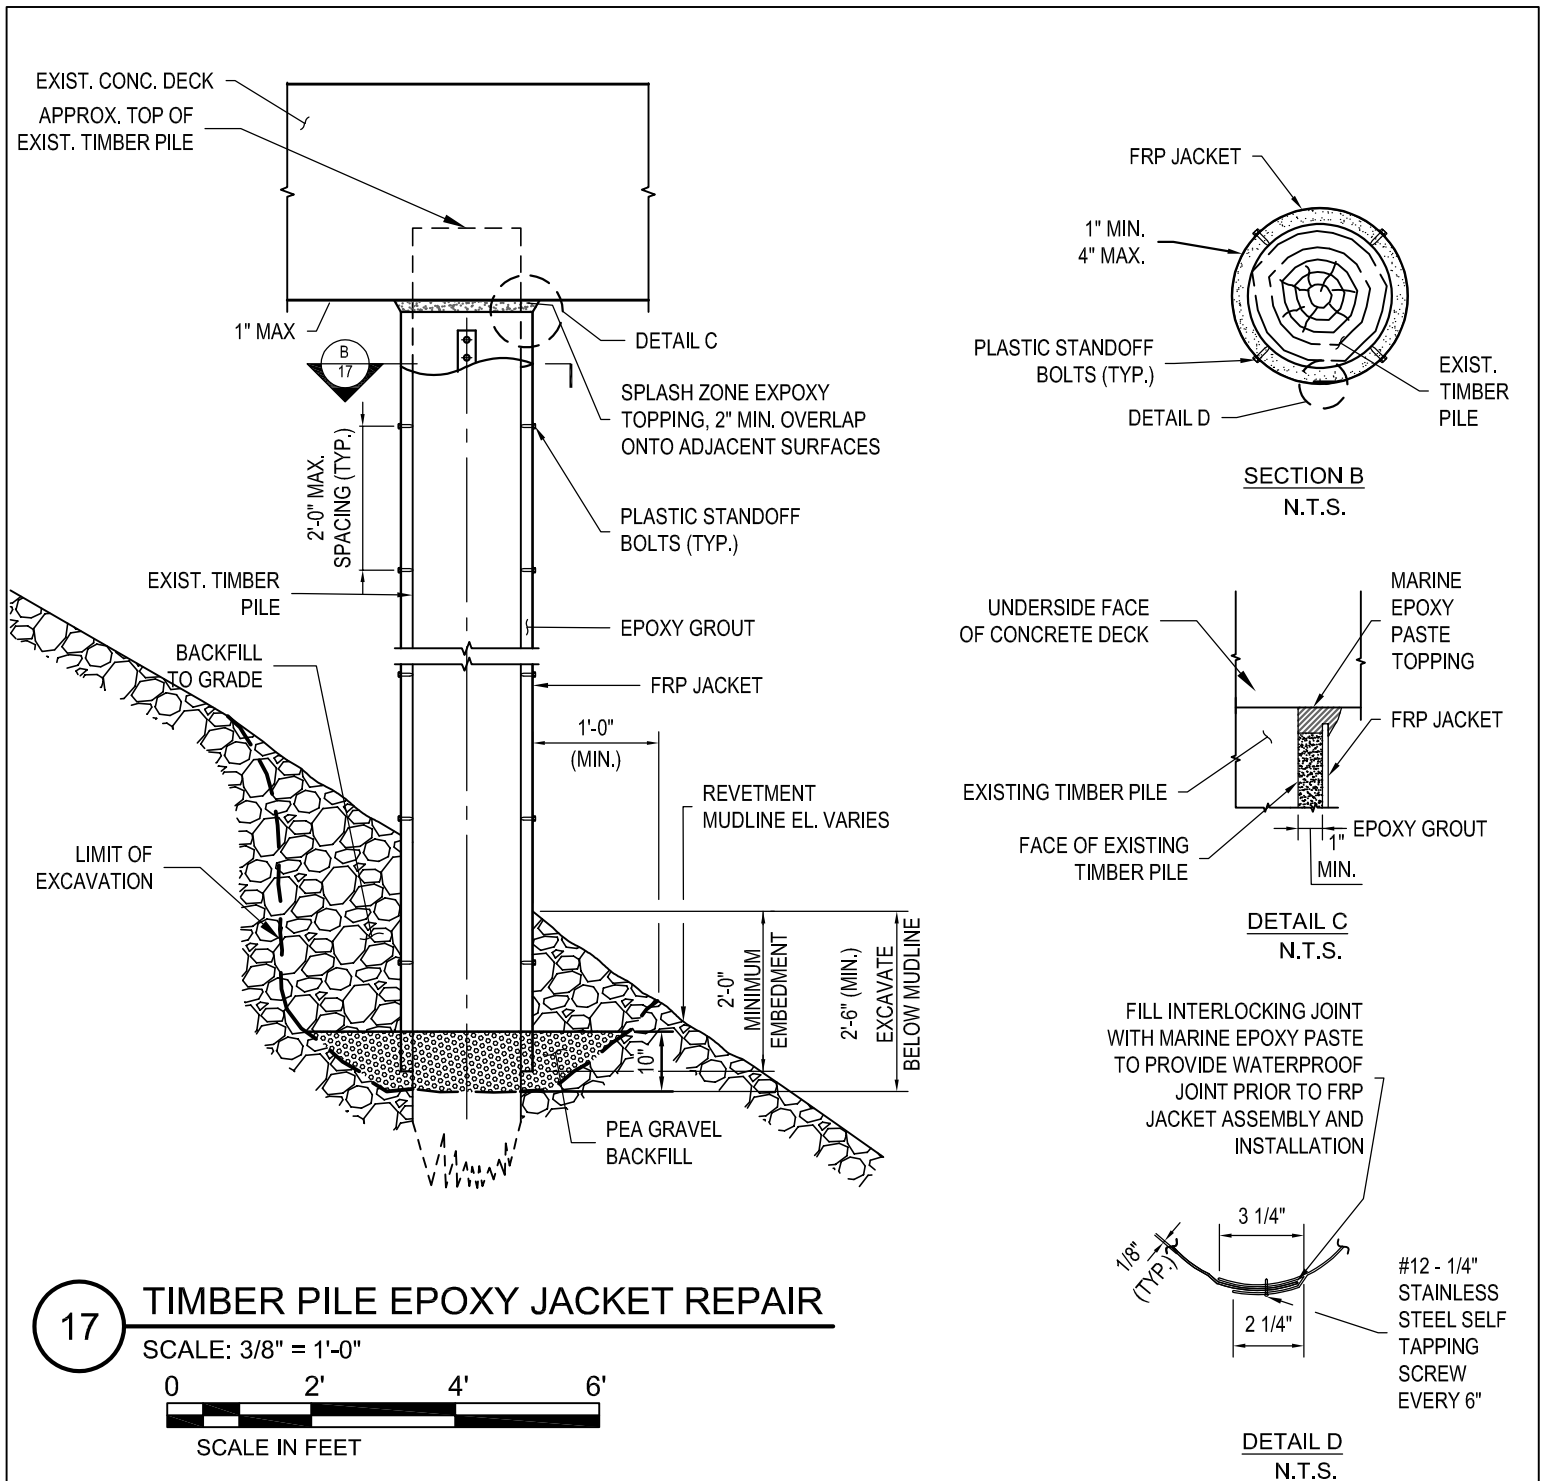 EXIST. CONC. DECK
APPROX. TOP OF
EXIST. TIMBER PILE
1" MAX
B
17
DETAIL C
SPLASH ZONE EXPOXY
TOPPING, 2" MIN. OVERLAP
ONTO ADJACENT SURFACES
2'-0" MAX.
SPACING (TYP.)
PLASTIC STANDOFF
BOLTS (TYP.)
EXIST. TIMBER
PILE
EPOXY GROUT
BACKFILL
TO GRADE
FRP JACKET
1'-0"
(MIN.)
REVETMENT
MUDLINE EL. VARIES
LIMIT OF
EXCAVATION
2'-0"
MINIMUM
EMBEDMENT
2'-6" (MIN.)
EXCAVATE
BELOW MUDLINE
10"
PEA GRAVEL
BACKFILL
17
TIMBER PILE EPOXY JACKET REPAIR
SCALE: 3/8" = 1'-0"
0 2' 4' 6'
SCALE IN FEET
FRP JACKET
1" MIN.
4" MAX.
PLASTIC STANDOFF
BOLTS (TYP.)
EXIST.
TIMBER
PILE
DETAIL D
SECTION B
N.T.S.
UNDERSIDE FACE
OF CONCRETE DECK
MARINE
EPOXY
PASTE
TOPPING
FRP JACKET
EXISTING TIMBER PILE
EPOXY GROUT
FACE OF EXISTING
TIMBER PILE
1"
MIN.
DETAIL C
N.T.S.
FILL INTERLOCKING JOINT
WITH MARINE EPOXY PASTE
TO PROVIDE WATERPROOF
JOINT PRIOR TO FRP
JACKET ASSEMBLY AND
INSTALLATION
3 1/4"
1/8"
(TYP.)
2 1/4"
#12 - 1/4"
STAINLESS
STEEL SELF
TAPPING
SCREW
EVERY 6"
DETAIL D
N.T.S.